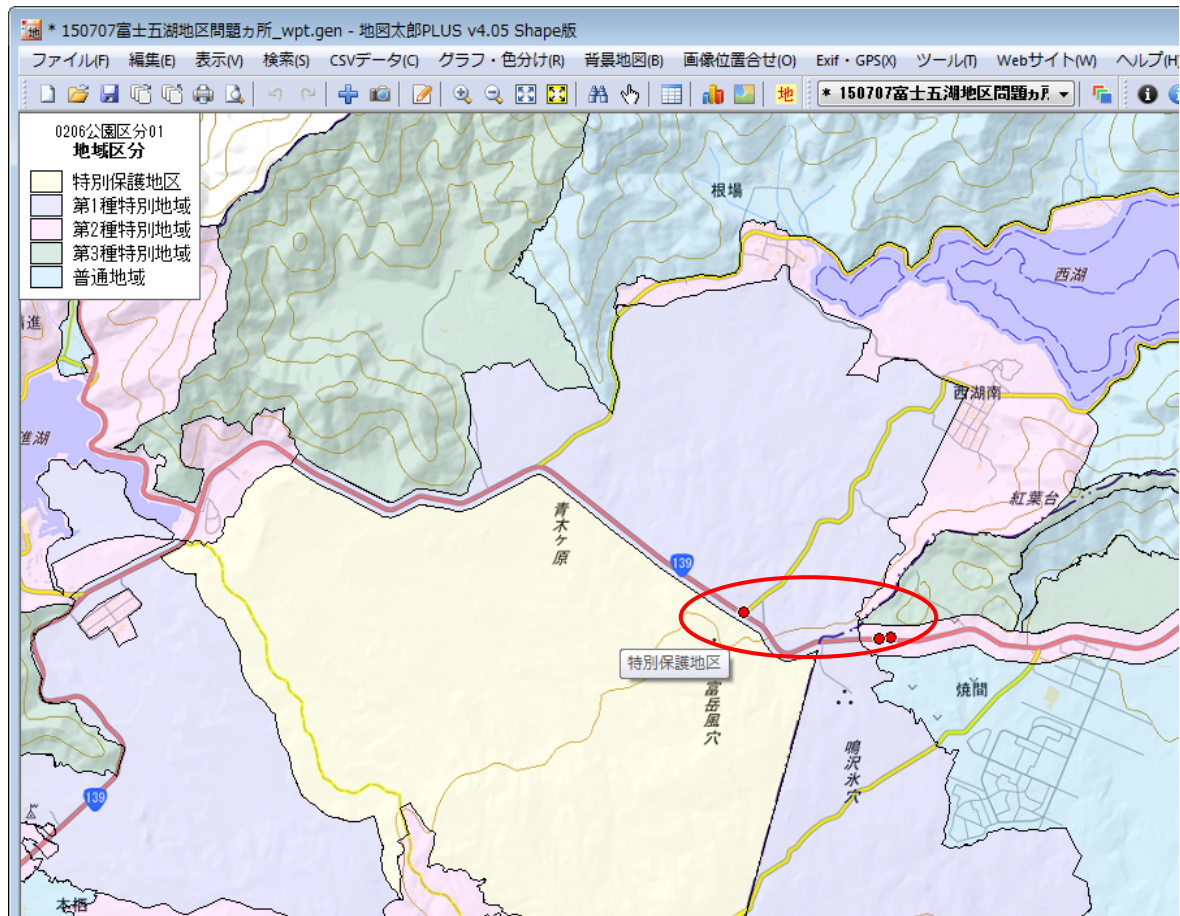 * 150707富士五湖地区問題ヵ所_wpt.gen - 地図太郎PLUS v4.05 Shape版
ファイル(F) 編集(E) 表示(V) 検索(S) CSVデータ(C) グラフ・色分け(R) 背景地図(B) 画像位置合せ(O) Exif・GPS(X) ツール(T) Webサイト(W) ヘルプ(H)
地 * 150707富士五湖地区問題ヵ所
0206公園区分01
地域区分
特別保護地区
第1種特別地域
第2種特別地域
第3種特別地域
普通地域
根場
西湖
進
西湖南
進湖
紅葉台
青木ヶ原
139
特別保護地区
富岳風穴
焼間
鳴沢氷穴
139
本栖